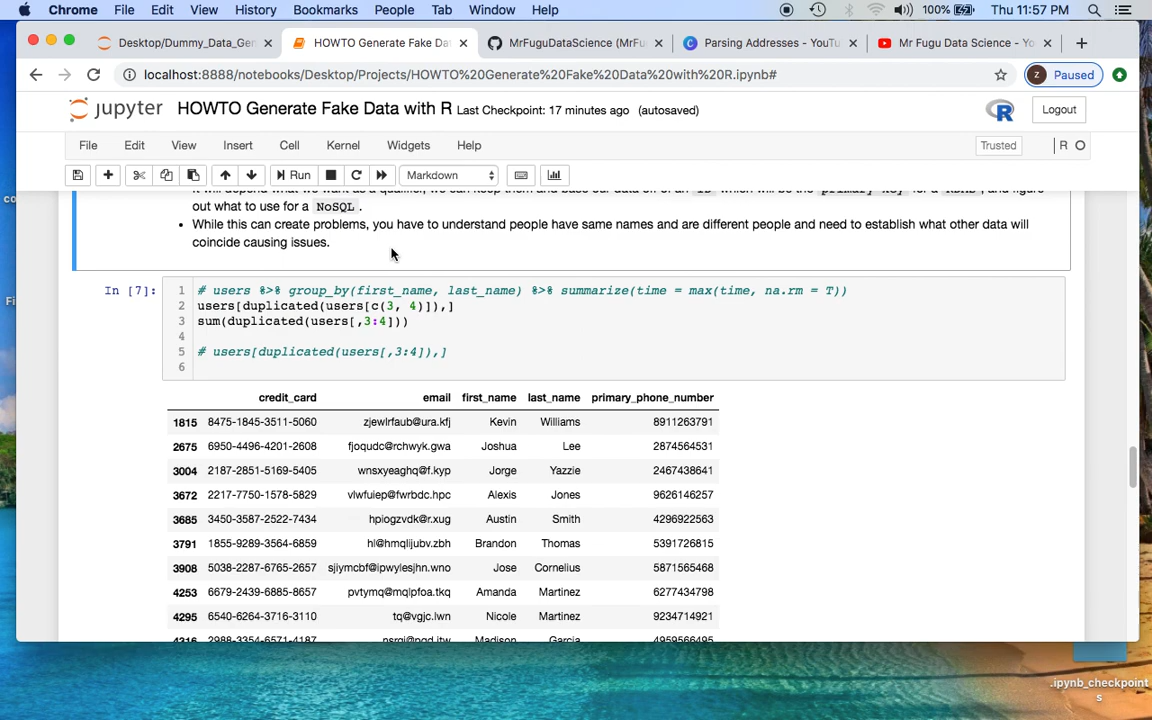 Chrome File Edit View History Bookmarks People Tab Window Help 100% Thu 11:57 PM
Desktop/Dummy_Data_Gen HOWTO Generate Fake Da MrFuguDataScience (MrFu Parsing Addresses - YouTu Mr Fugu Data Science - Yo
localhost:8888/notebooks/Desktop/Projects/HOWTO%20Generate%20Fake%20Data%20with%20R.ipynb# Z Paused
jupyter HOWTO Generate Fake Data with R Last Checkpoint: 17 minutes ago (autosaved) Logout
File Edit View Insert Cell Kernel Widgets Help Trusted R
Run Markdown
out what to use for a NoSQL.
• While this can create problems, you have to understand people have same names and are different people and need to establish what other data will
coincide causing issues.
In [7]:
1 # users %>% group_by(first_name, last_name) %>% summarize(time = max(time, na.rm = T))
2 users[duplicated(users[c(3, 4)]),]
3 sum(duplicated(users[,3:4]))
4
5 # users[duplicated(users[,3:4]),]
6
credit_card email first_name last_name primary_phone_number
1815 8475-1845-3511-5060 zjewlrfaub@ura.kfj Kevin Williams 8911263791
2675 6950-4496-4201-2608 fjoqudc@rchwyk.gwa Joshua Lee 2874564531
3004 2187-2851-5169-5405 wnsxyeaghq@f.kyp Jorge Yazzie 2467438641
3672 2217-7750-1578-5829 vlwfuiep@fwrbdc.hpc Alexis Jones 9626146257
3685 3450-3587-2522-7434 hpiogzvdk@r.xug Austin Smith 4296922563
3791 1855-9289-3564-6859 hl@hmqlijubv.zbh Brandon Thomas 5391726815
3908 5038-2287-6765-2657 sjiymcbf@ipwylesjhn.wno Jose Cornelius 5871565468
4253 6679-2439-6885-8657 pvtymq@mqlpfoa.tkq Amanda Martinez 6277434798
4295 6540-6264-3716-3110 tq@vgjc.lwn Nicole Martinez 9234714921
4316 2988-3354-6571-4187 Madison Garcia 4959566495
.ipynb_checkpoint
s